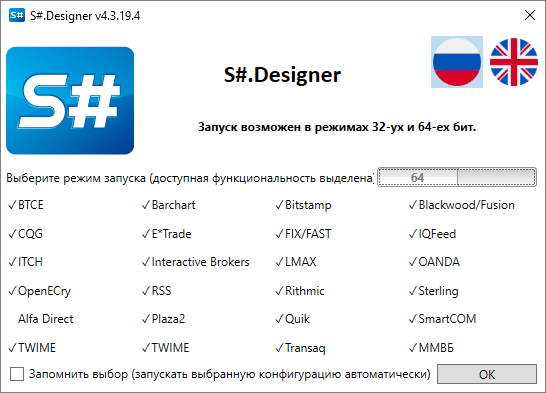 S#.Designer v4.3.19.4
S#
S#.Designer
Запуск возможен в режимах 32-ух и 64-ех бит.
Выберите режим запуска (доступная функциональность выделена)
64
✓BTCE ✓Barchart ✓Bitstamp ✓Blackwood/Fusion
✓CQG ✓E*Trade ✓FIX/FAST ✓IQFeed
✓ITCH ✓Interactive Brokers ✓LMAX ✓OANDA
✓OpenECry ✓RSS ✓Rithmic ✓Sterling
Alfa Direct ✓Plaza2 ✓Quik ✓SmartCOM
✓TWIME ✓TWIME ✓Transaq ✓ММВБ
Запомнить выбор (запускать выбранную конфигурацию автоматически)
OK